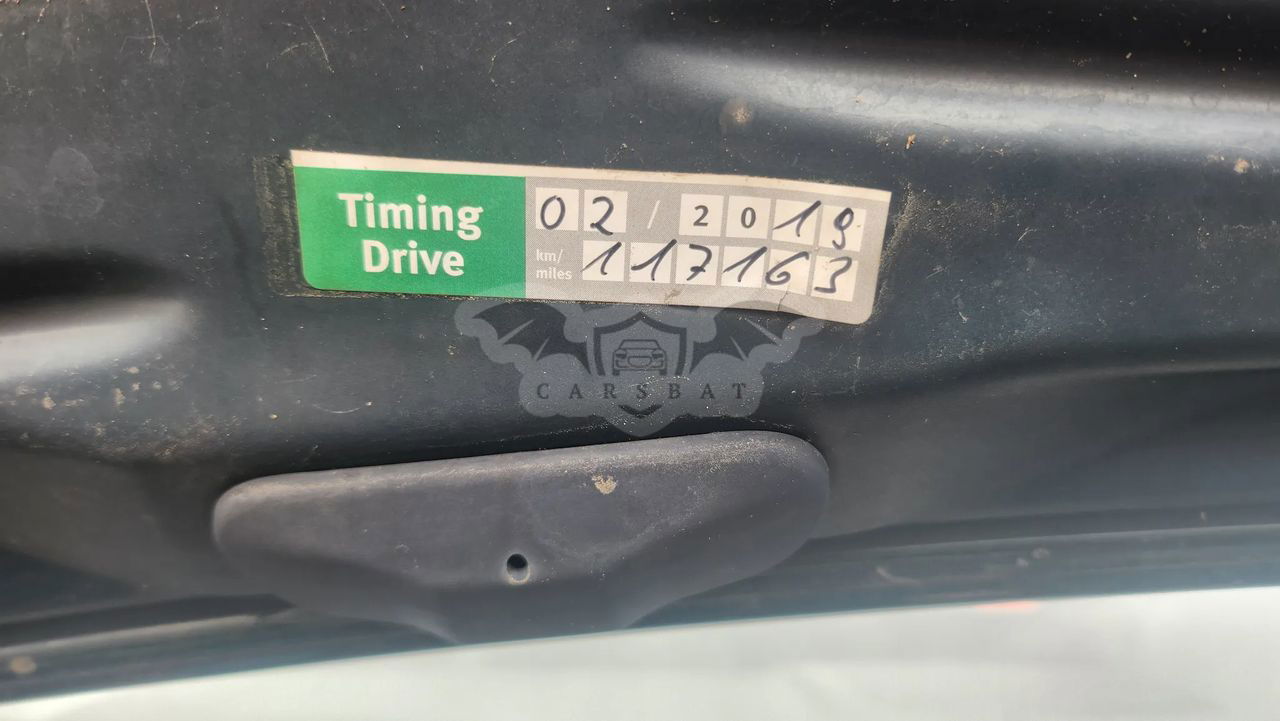 Timing
Drive
02 / 2019
km/
miles 117163
CARSBAT